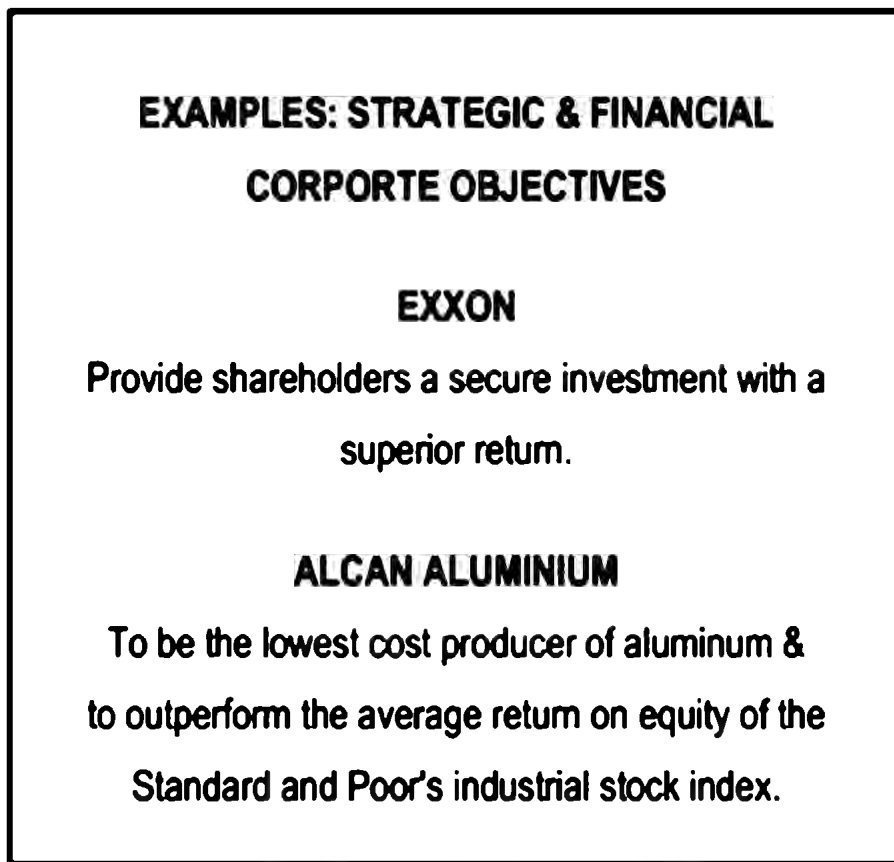 EXAMPLES: STRATEGIC & FINANCIAL
CORPORTE OBJECTIVES
EXXON
Provide shareholders a secure investment with a
superior return.
ALCAN ALUMINIUM
To be the lowest cost producer of aluminum &
to outperform the average return on equity of the
Standard and Poor's industrial stock index.